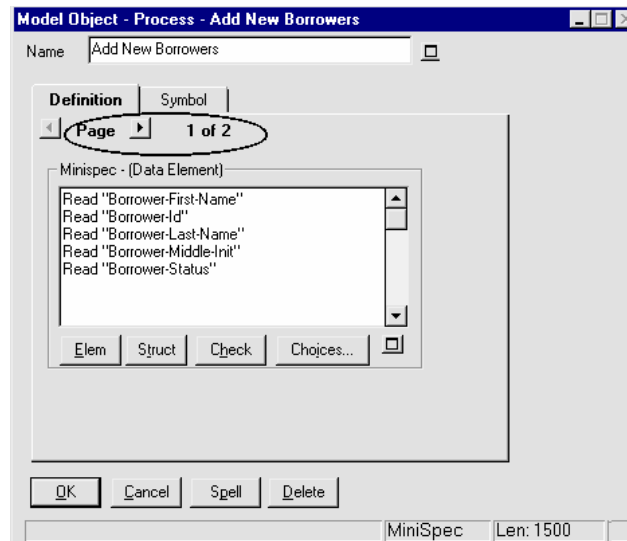 Model Object - Process - Add New Borrowers
Name Add New Borrowers
Definition Symbol
Page 1 of 2
Minispec - (Data Element)
Read "Borrower-First-Name"
Read "Borrower-Id"
Read "Borrower-Last-Name"
Read "Borrower-Middle-Init"
Read "Borrower-Status"
Elem Struct Check Choices...
OK Cancel Spell Delete
MiniSpec Len: 1500